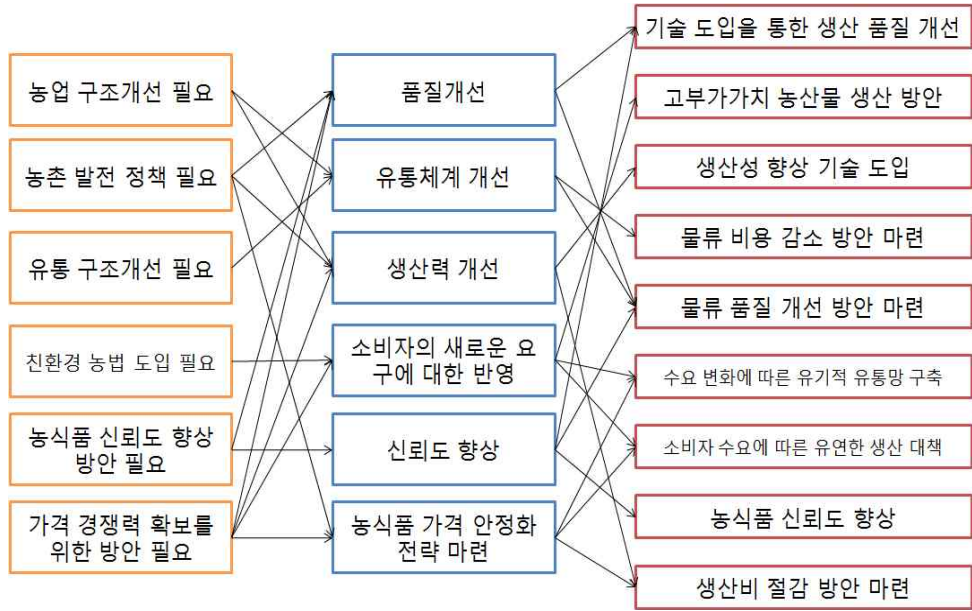 농업 구조개선 필요
농촌 발전 정책 필요
유통 구조개선 필요
친환경 농법 도입 필요
농식품 신뢰도 향상
방안 필요
가격 경쟁력 확보를
위한 방안 필요
품질개선
유통체계 개선
생산력 개선
소비자의 새로운 요
구에 대한 반영
신뢰도 향상
농식품 가격 안정화
전략 마련
기술 도입을 통한 생산 품질 개선
고부가가치 농산물 생산 방안
생산성 향상 기술 도입
물류 비용 감소 방안 마련
물류 품질 개선 방안 마련
수요 변화에 따른 유기적 유통망 구축
소비자 수요에 따른 유연한 생산 대책
농식품 신뢰도 향상
생산비 절감 방안 마련